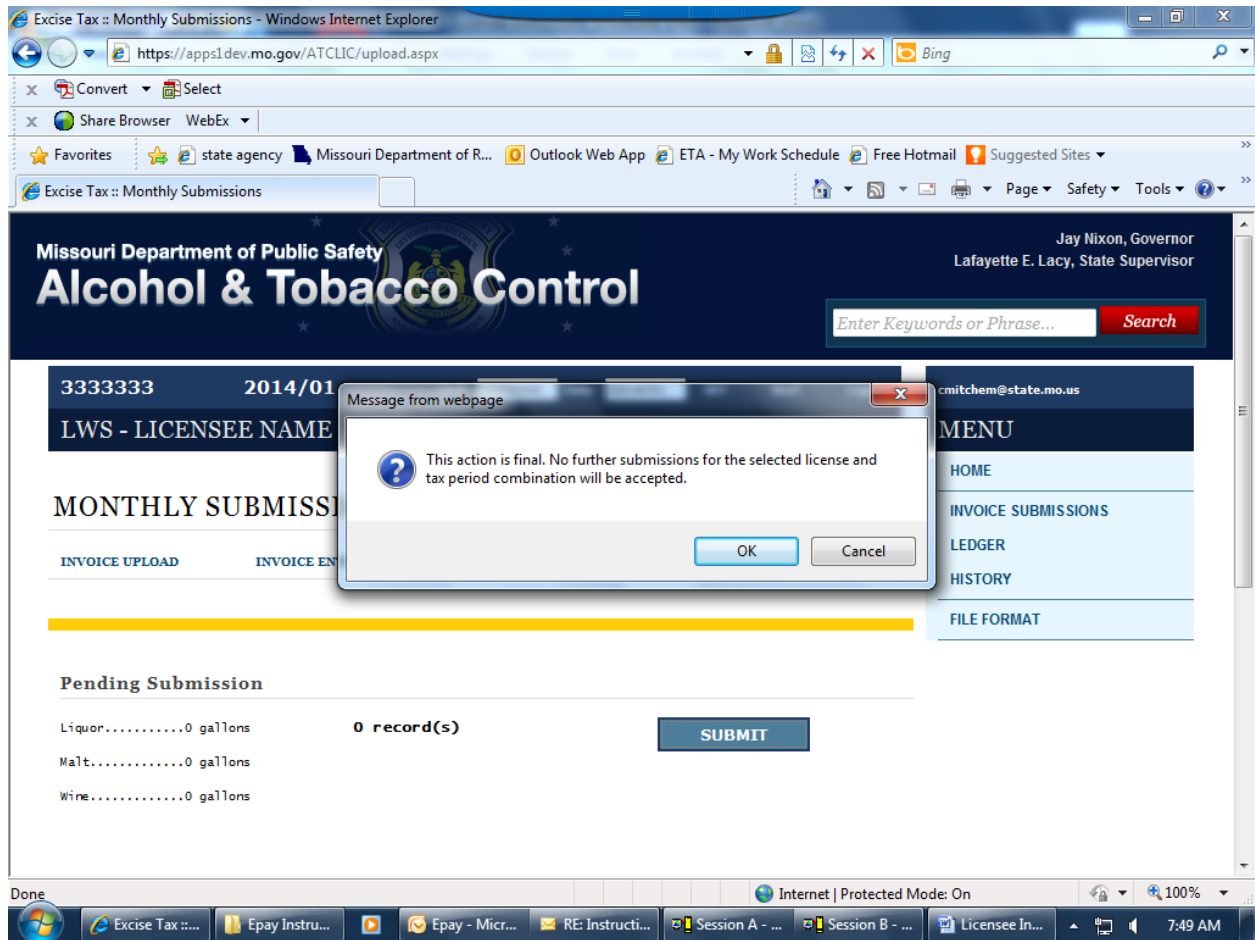 Excise Tax :: Monthly Submissions - Windows Internet Explorer
https://apps1dev.mo.gov/ATCLIC/upload.aspx
Bing
x Convert Select
x Share Browser WebEx
Favorites state agency Missouri Department of R... Outlook Web App ETA - My Work Schedule Free Hotmail Suggested Sites
Excise Tax :: Monthly Submissions
Page Safety Tools
Missouri Department of Public Safety
Alcohol & Tobacco Control
Jay Nixon, Governor
Lafayette E. Lacy, State Supervisor
Enter Keywords or Phrase... Search
3333333 2014/01
LWS - LICENSEE NAME
cmitchem@state.mo.us
MENU
HOME
INVOICE SUBMISSIONS
LEDGER
HISTORY
FILE FORMAT
Message from webpage
This action is final. No further submissions for the selected license and
tax period combination will be accepted.
OK Cancel
MONTHLY SUBMISSI
INVOICE UPLOAD INVOICE EN
Pending Submission
Liquor...........0 gallons 0 record(s) SUBMIT
Malt.............0 gallons
Wine.............0 gallons
Done Internet | Protected Mode: On 100%
Excise Tax ::... Epay Instru... Epay - Micr... RE: Instructi... Session A - ... Session B - ... Licensee In... 7:49 AM